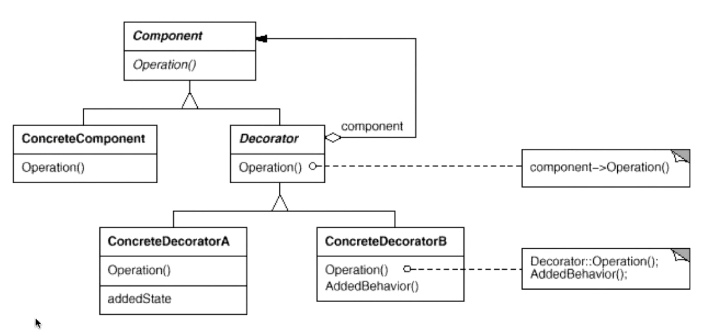 Component
Operation()
component
ConcreteComponent
Operation()
Decorator
Operation()
component->Operation()
ConcreteDecoratorA
Operation()
addedState
ConcreteDecoratorB
Operation()
AddedBehavior()
Decorator::Operation();
AddedBehavior();